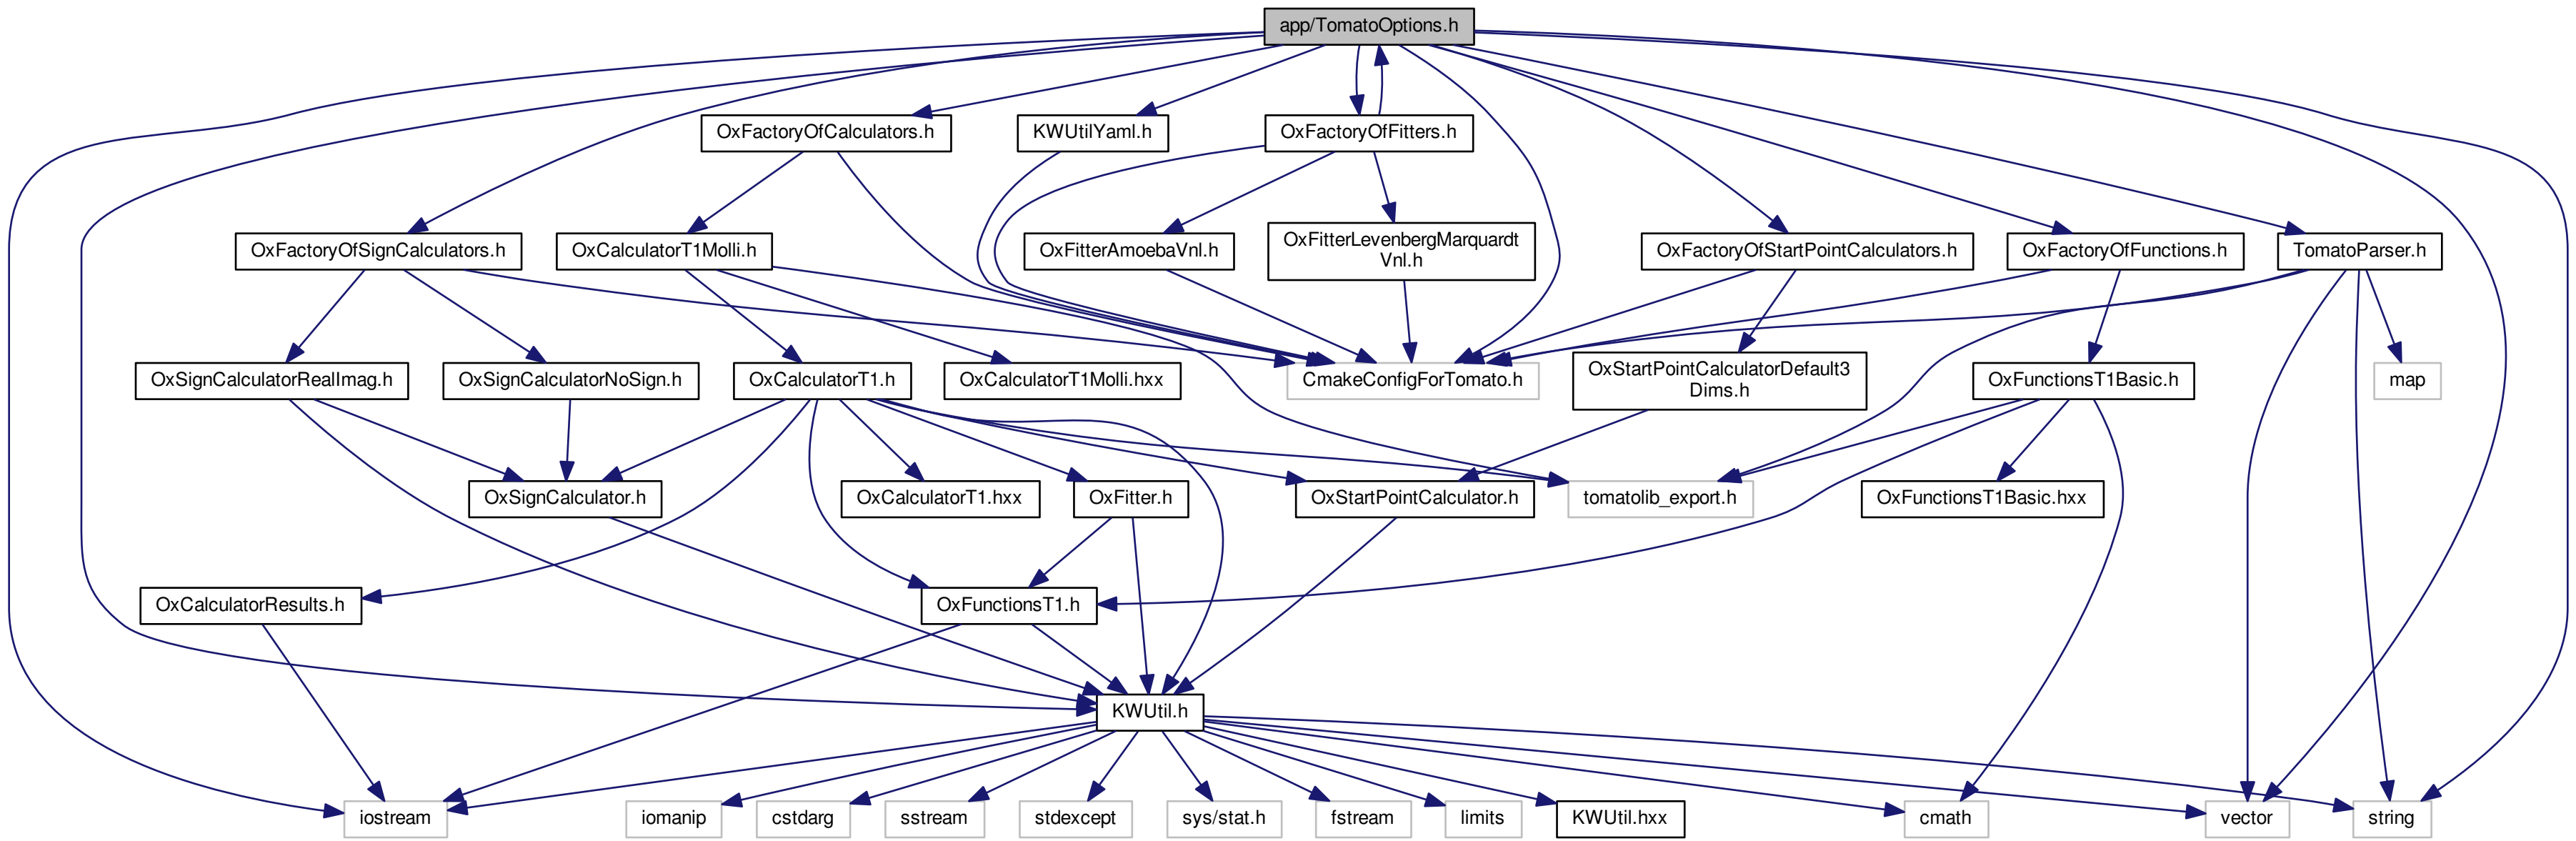 app/TomatoOptions.h
OxFactoryOfCalculators.h
KWUtilYaml.h
OxFactoryOfFitters.h
OxFactoryOfSignCalculators.h
OxCalculatorT1Molli.h
OxFitterAmoebaVnl.h
OxFitterLevenbergMarquardt
Vnl.h
OxFactoryOfStartPointCalculators.h
OxFactoryOfFunctions.h
TomatoParser.h
OxSignCalculatorRealImag.h
OxSignCalculatorNoSign.h
OxCalculatorT1.h
OxCalculatorT1Molli.hxx
CmakeConfigForTomato.h
OxStartPointCalculatorDefault3
Dims.h
OxFunctionsT1Basic.h
map
OxSignCalculator.h
OxCalculatorT1.hxx
OxFitter.h
OxStartPointCalculator.h
tomatolib_export.h
OxFunctionsT1Basic.hxx
OxCalculatorResults.h
OxFunctionsT1.h
KWUtil.h
iostream
iomanip
cstdarg
sstream
stdexcept
sys/stat.h
fstream
limits
KWUtil.hxx
cmath
vector
string